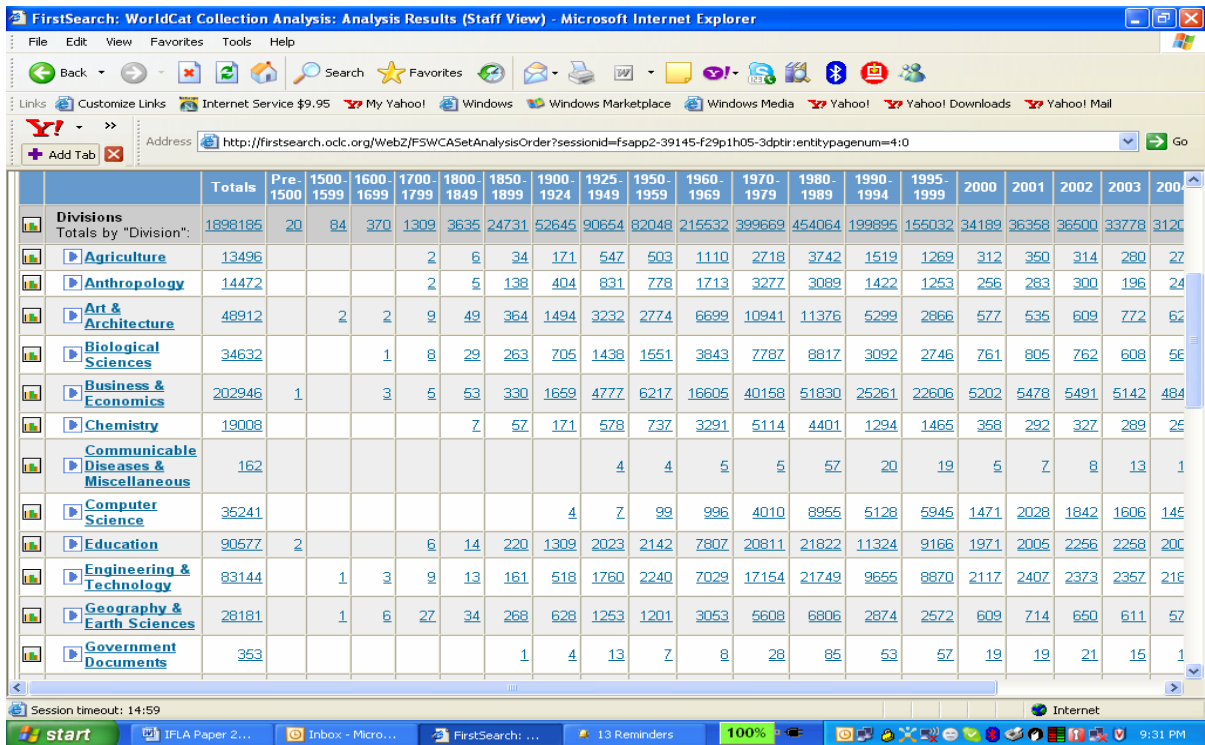 FirstSearch: WorldCat Collection Analysis: Analysis Results (Staff View) - Microsoft Internet Explorer
File Edit View Favorites Tools Help
Back Search Favorites
Links Customize Links Internet Service $9.95 My Yahoo! Windows Windows Marketplace Windows Media Yahoo! Yahoo! Downloads Yahoo! Mail
Y! - »
Add Tab
Address http://firstsearch.oclc.org/WebZ/FSWCASetAnalysisOrder?sessionid=fsapp2-39145-f29p1h05-3dptir:entitypagenum=4:0 Go
Totals Pre-1500 1500-1599 1600-1699 1700-1799 1800-1849 1850-1899 1900-1924 1925-1949 1950-1959 1960-1969 1970-1979 1980-1989 1990-1994 1995-1999 2000 2001 2002 2003 2004
Divisions
Totals by "Division": 1898185 20 84 370 1309 3635 24731 52645 90654 82048 215532 399669 454064 199895 155032 34189 36358 36500 33778 3120
Agriculture 13496 2 6 34 171 547 503 1110 2718 3742 1519 1269 312 350 314 280 27
Anthropology 14472 2 5 138 404 831 778 1713 3277 3089 1422 1253 256 283 300 196 24
Art &
Architecture 48912 2 2 9 49 364 1494 3232 2774 6699 10941 11376 5299 2866 577 535 609 772 62
Biological
Sciences 34632 1 8 29 263 705 1438 1551 3843 7787 8817 3092 2746 761 805 762 608 56
Business &
Economics 202946 1 3 5 53 330 1659 4777 6217 16605 40158 51830 25261 22606 5202 5478 5491 5142 484
Chemistry 19008 7 57 171 578 737 3291 5114 4401 1294 1465 358 292 327 289 25
Communicable
Diseases &
Miscellaneous 162 4 4 5 5 57 20 19 5 7 8 13 1
Computer
Science 35241 4 7 99 996 4010 8955 5128 5945 1471 2028 1842 1606 145
Education 90577 2 6 14 220 1309 2023 2142 7807 20811 21822 11324 9166 1971 2005 2256 2258 200
Engineering &
Technology 83144 1 3 9 13 161 518 1760 2240 7029 17154 21749 9655 8870 2117 2407 2373 2357 216
Geography &
Earth Sciences 28181 1 6 27 34 268 628 1253 1201 3053 5608 6806 2874 2572 609 714 650 611 57
Government
Documents 353 1 4 13 7 8 28 85 53 57 19 19 21 15 1
Session timeout: 14:59 Internet
start IFLA Paper 2... Inbox - Micro... FirstSearch: ... 13 Reminders 100% 9:31 PM